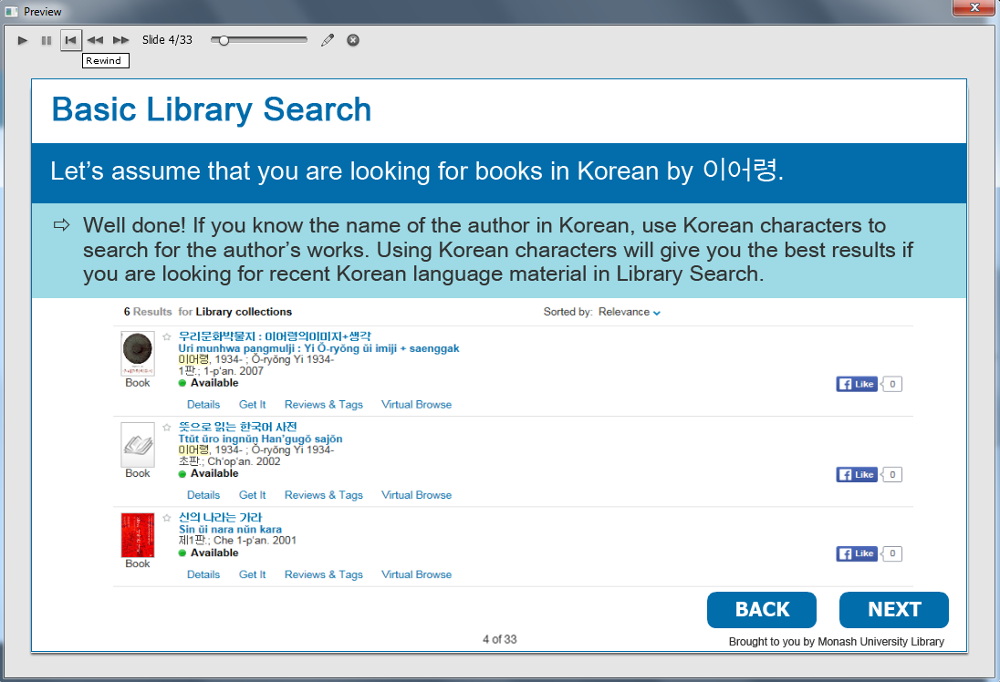 Preview
Slide 4/33
Rewind
Basic Library Search
Let’s assume that you are looking for books in Korean by 이어령.
⇨ Well done! If you know the name of the author in Korean, use Korean characters to
search for the author’s works. Using Korean characters will give you the best results if
you are looking for recent Korean language material in Library Search.
6 Results for Library collections
Sorted by: Relevance
우리문화박물지 : 이어령의이미지+생각
Uri munhwa pangmulji : Yi Ŏ-ryŏng ŭi imiji + saenggak
이어령, 1934- ; Ŏ-ryŏng Yi 1934-
1판.; 1-p'an. 2007
Book
Available
Like 0
Details Get It Reviews & Tags Virtual Browse
뜻으로 읽는 한국어 사전
Ttŭt ŭro ingnŭn Han'gugŏ sajŏn
이어령, 1934- ; Ŏ-ryŏng Yi 1934-
초판.; Ch'op'an. 2002
Book
Available
Like 0
Details Get It Reviews & Tags Virtual Browse
신의 나라는 가라
Sin ŭi nara nŭn kara
제1판.; Che 1-p'an. 2001
Available
Like 0
Book
Details Get It Reviews & Tags Virtual Browse
BACK
NEXT
4 of 33
Brought to you by Monash University Library